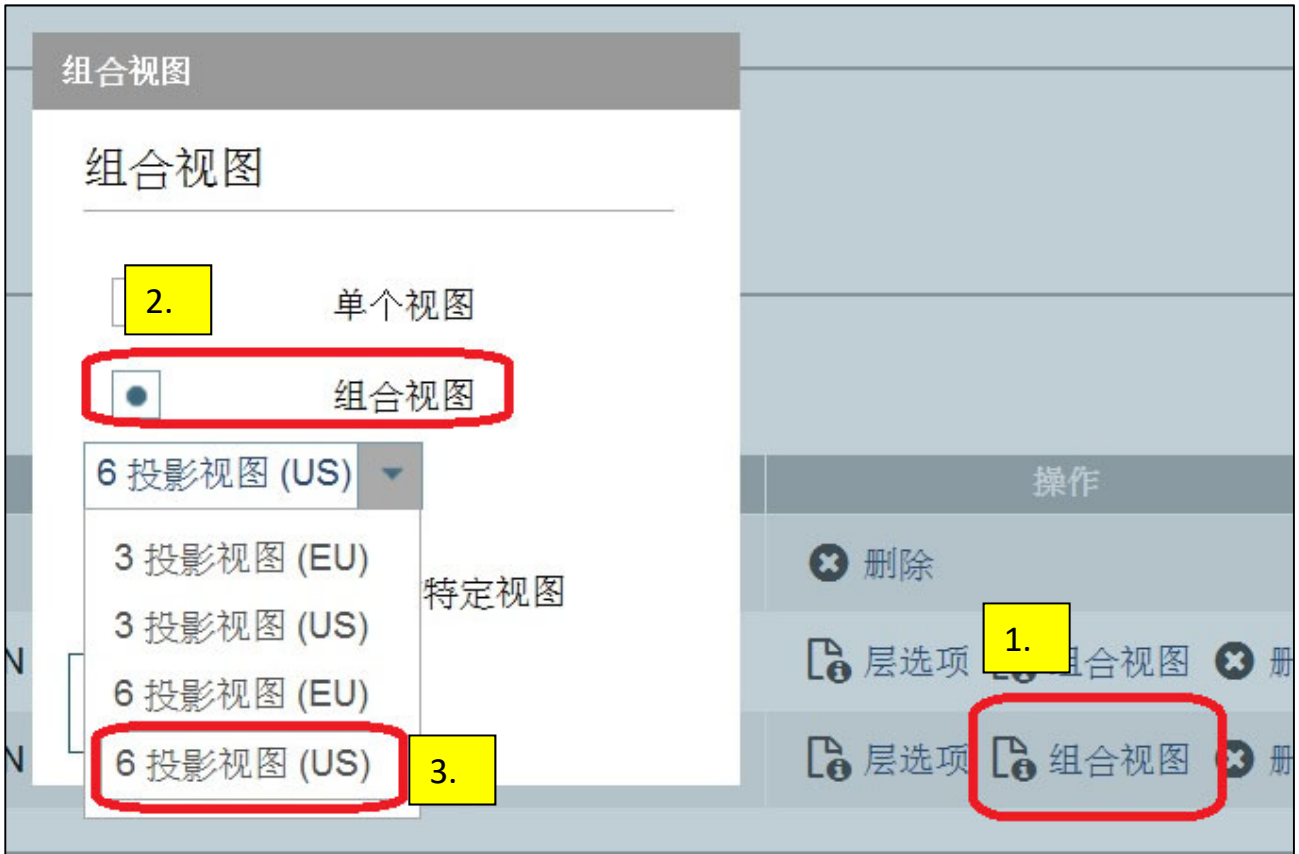 组合视图
组合视图
2.
单个视图
组合视图
6 投影视图 (US)
操作
3 投影视图 (EU)
删除
特定视图
3 投影视图 (US)
1.
N
层选项 组合视图
6 投影视图 (EU)
N
6 投影视图 (US)
3.
层选项 组合视图